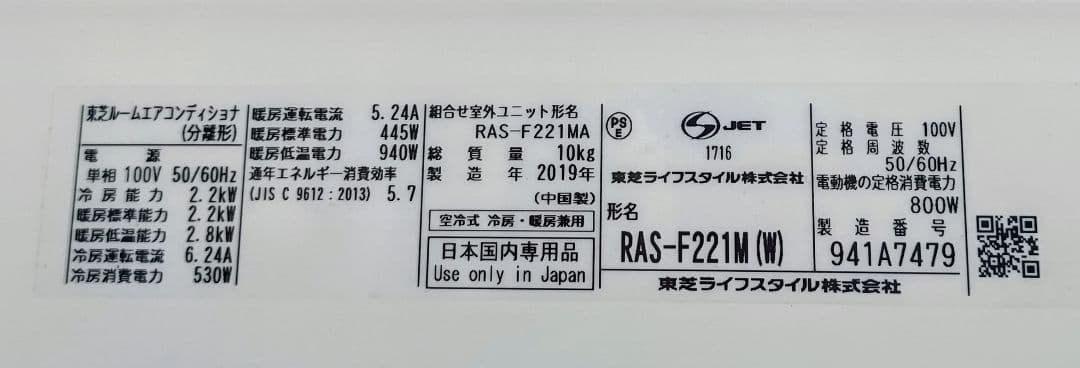 東芝ルームエアコンディショナ
(分離形)
電源
単相 100V 50/60Hz
冷房能力 2.2kW
暖房標準能力 2.2kW
暖房低温能力 2.8kW
冷房運転電流 6.24A
冷房消費電力 530W
暖房運転電流 5.24A
暖房標準電力 445W
暖房低温電力 940W
通年エネルギー消費効率
(JIS C 9612:2013) 5.7
組合せ室外ユニット形名
RAS-F221MA
総質量 10kg
製造年 2019年
(中国製)
空冷式 冷房・暖房兼用
日本国内専用品
Use only in Japan
PS
E
JET
1716
東芝ライフスタイル株式会社
形名
RAS-F221M(W)
定格電圧 100V
定格周波数
50/60Hz
電動機の定格消費電力
800W
製造番号
941A7479
東芝ライフスタイル株式会社